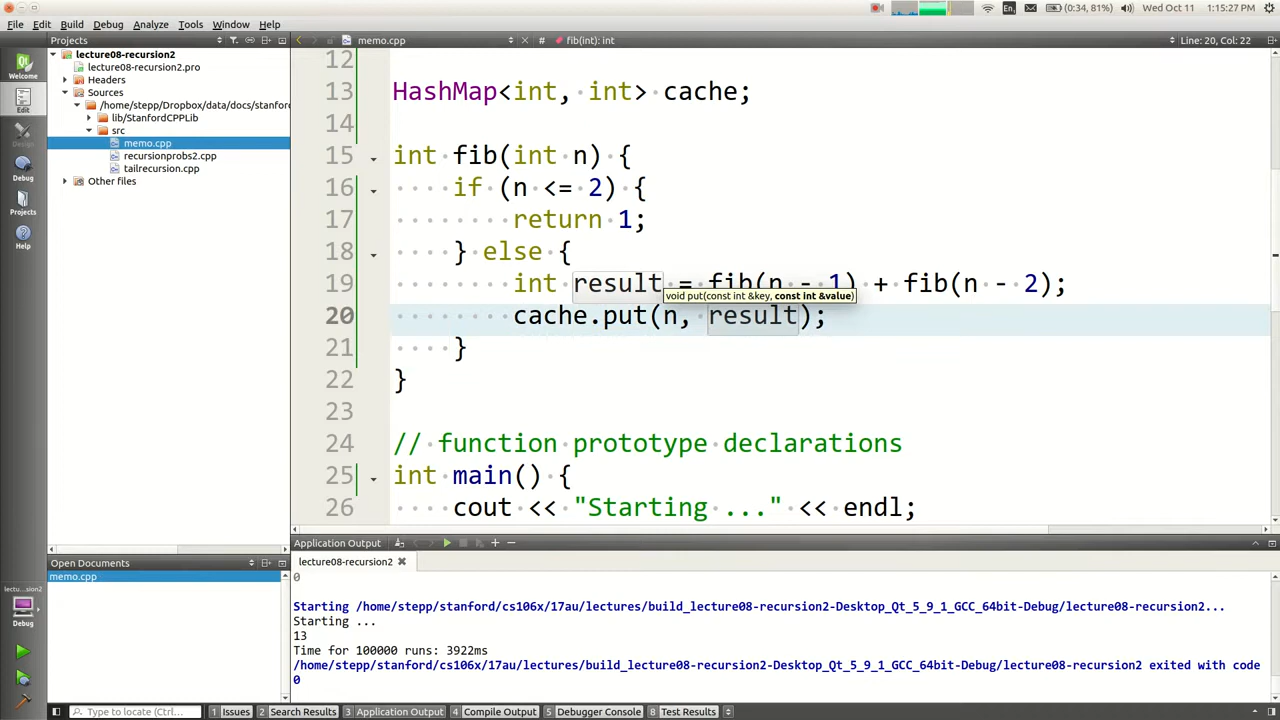 En,
(0:34, 81%)
Wed Oct 11
1:15:27 PM
File Edit Build Debug Analyze Tools Window Help
Projects
memo.cpp
# fib(int): int
Line: 20, Col: 22
Welcome
Edit
Design
Debug
Projects
Help
lecture08-recursion2
lecture08-recursion2.pro
Headers
Sources
/home/stepp/Dropbox/data/docs/stanford
lib/StanfordCPPLib
src
memo.cpp
recursionprobs2.cpp
tailrecursion.cpp
Other files
12
13 HashMap<int, int> cache;
14
15 int fib(int n) {
16 if (n <= 2) {
17 return 1;
18 } else {
19 int result = fib(n - 1) + fib(n - 2);
void put(const int &key, const int &value)
20 cache.put(n, result);
21 }
22 }
23
24 // function prototype declarations
25 int main() {
26 cout << "Starting ..." << endl;
Open Documents
memo.cpp
lectu...sion2
Debug
Application Output
lecture08-recursion2
0
Starting /home/stepp/stanford/cs106x/17au/lectures/build_lecture08-recursion2-Desktop_Qt_5_9_1_GCC_64bit-Debug/lecture08-recursion2...
Starting ...
13
Time for 100000 runs: 3922ms
/home/stepp/stanford/cs106x/17au/lectures/build_lecture08-recursion2-Desktop_Qt_5_9_1_GCC_64bit-Debug/lecture08-recursion2 exited with code
0
Type to locate (Ctrl...
1 Issues
2 Search Results
3 Application Output
4 Compile Output
5 Debugger Console
8 Test Results